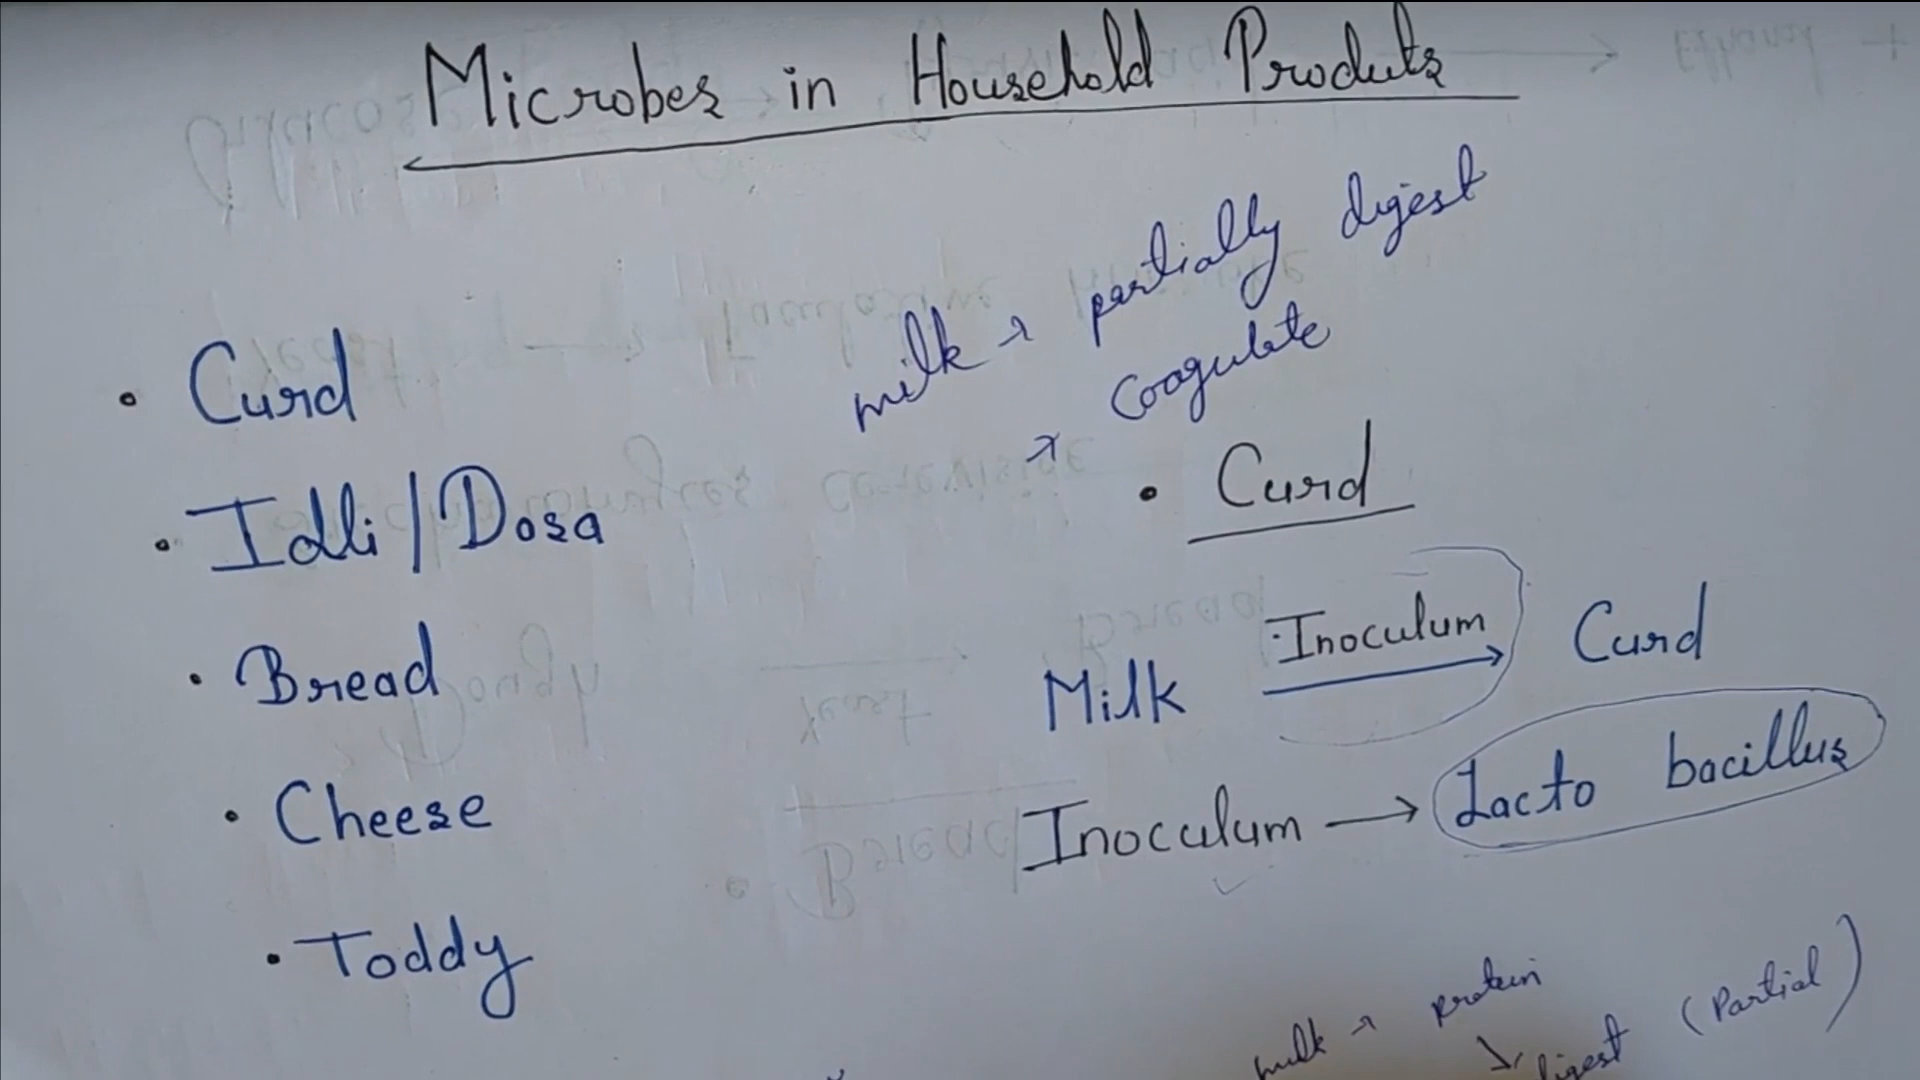 Microbes in Household Products
milk → partially digest
→ coagulate
• Curd
• Idli/Dosa
• Bread
• Cheese
• Toddy
• Curd
Milk Inoculum → Curd
Inoculum → Lacto bacillus
milk → protein
↘ digest (Partial)